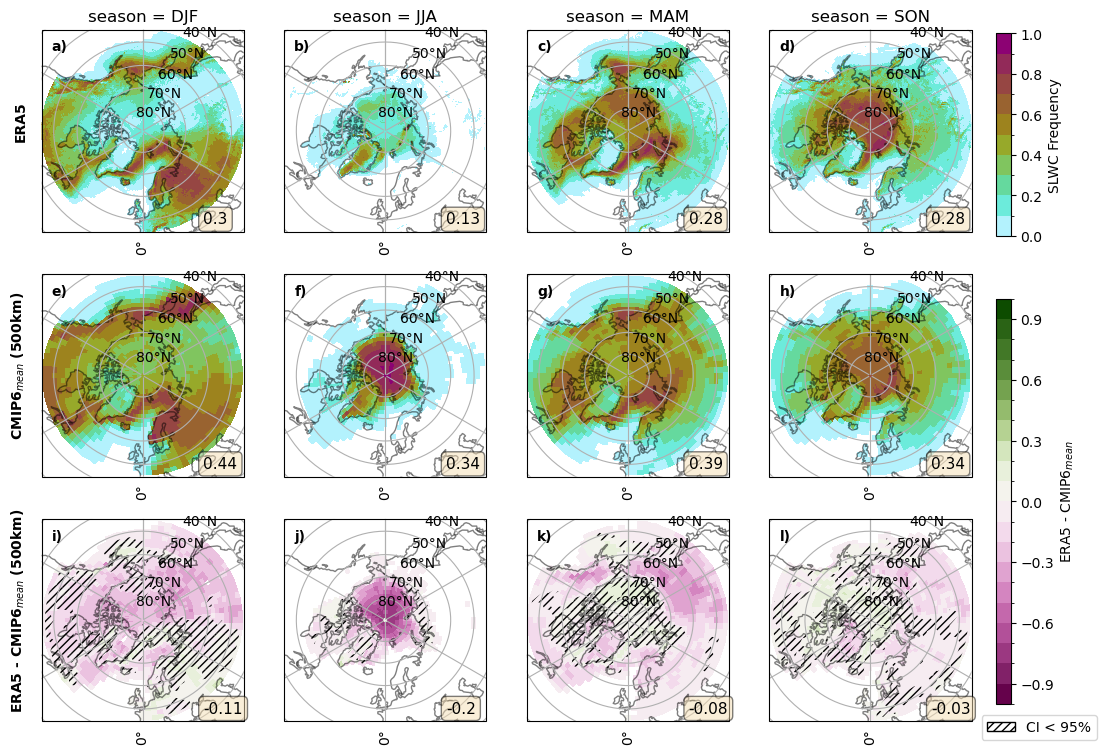 season = DJF
season = JJA
season = MAM
season = SON
ERA5
a)
40°N
50°N
60°N
70°N
80°N
0.3
0°
b)
40°N
50°N
60°N
70°N
80°N
0.13
0°
c)
40°N
50°N
60°N
70°N
80°N
0.28
0°
d)
40°N
50°N
60°N
70°N
80°N
0.28
0°
1.0
0.8
0.6
0.4
0.2
0.0
SLWC Frequency
CMIP6mean (500km)
e)
40°N
50°N
60°N
70°N
80°N
0.44
0°
f)
40°N
50°N
60°N
70°N
80°N
0.34
0°
g)
40°N
50°N
60°N
70°N
80°N
0.39
0°
h)
40°N
50°N
60°N
70°N
80°N
0.34
0°
ERA5 - CMIP6mean (500km)
i)
40°N
50°N
60°N
70°N
80°N
-0.11
0°
j)
40°N
50°N
60°N
70°N
80°N
-0.2
0°
k)
40°N
50°N
60°N
70°N
80°N
-0.08
0°
l)
40°N
50°N
60°N
70°N
80°N
-0.03
0°
0.9
0.6
0.3
0.0
−0.3
−0.6
−0.9
ERA5 - CMIP6mean
CI < 95%